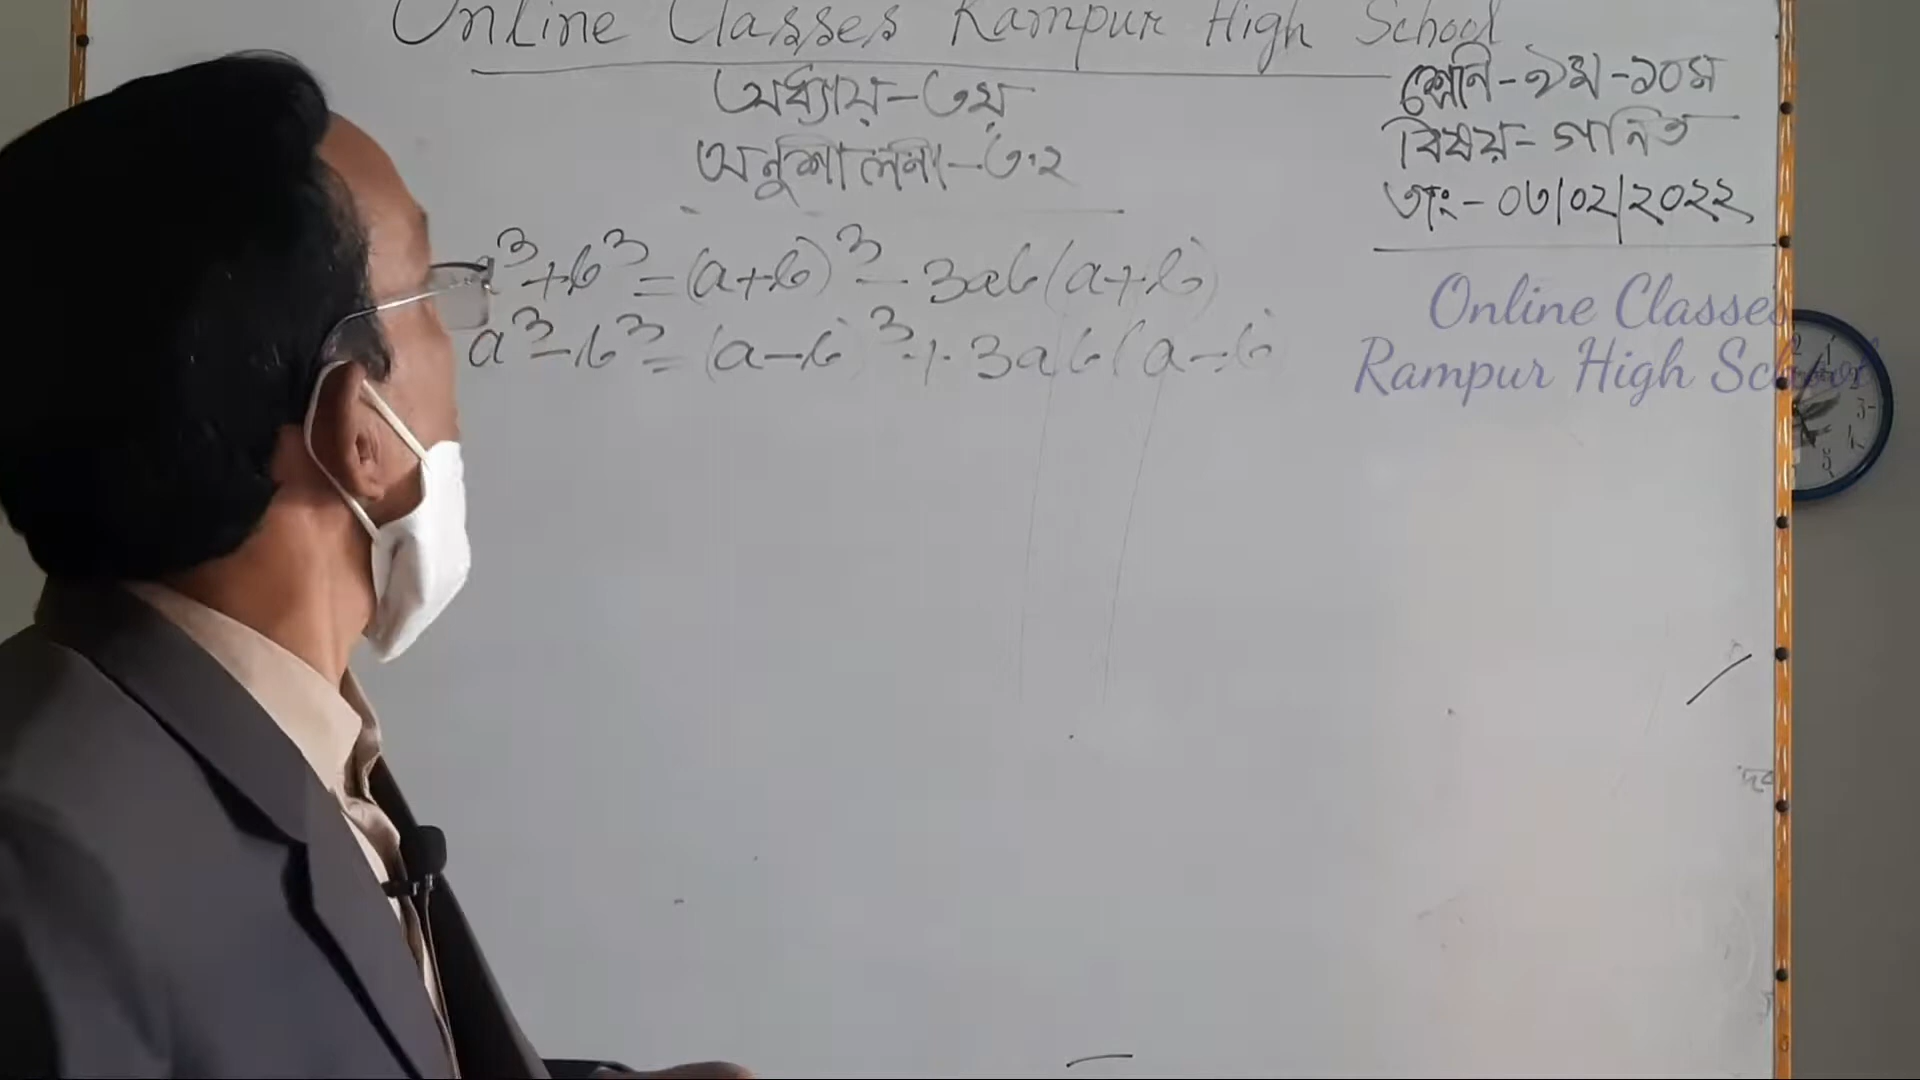 Online Classes Rampur High School
অধ্যায়-৩য়
অনুশীলনী-৩.২
শ্রেনি-৯ম-১০ম
বিষয়-গনিত
তাং-০৩/০২/২০২২
a³+b³=(a+b)³-3ab(a+b)
a³-b³=(a-b)³+3ab(a-b)
Online Classes
Rampur High School